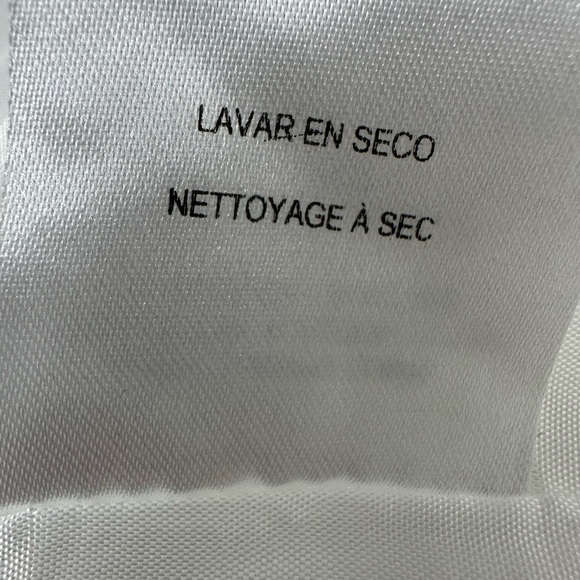 LAVAR EN SECO
NETTOYAGE À SEC